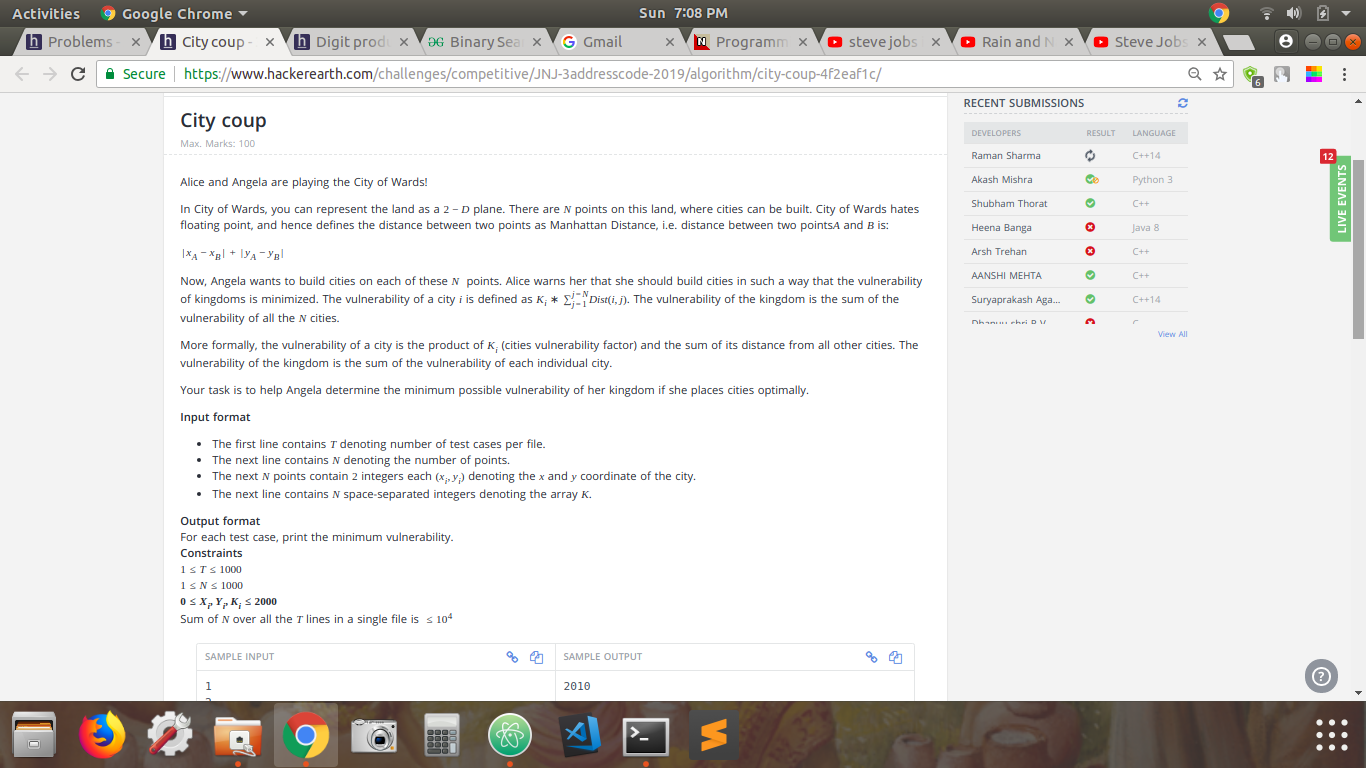 Activities Google Chrome Sun 7:08 PM
Problems - City coup - Digit produ Binary Sea Gmail Programm steve jobs Rain and N Steve Jobs
Secure https://www.hackerearth.com/challenges/competitive/JNJ-3addresscode-2019/algorithm/city-coup-4f2eaf1c/ 6
City coup
Max. Marks: 100
Alice and Angela are playing the City of Wards!
In City of Wards, you can represent the land as a 2 − D plane. There are N points on this land, where cities can be built. City of Wards hates
floating point, and hence defines the distance between two points as Manhattan Distance, i.e. distance between two pointsA and B is:
|x_A − x_B| + |y_A − y_B|
Now, Angela wants to build cities on each of these N points. Alice warns her that she should build cities in such a way that the vulnerability
of kingdoms is minimized. The vulnerability of a city i is defined as K_i ∗ ∑_{j=1}^{j=N} Dist(i, j). The vulnerability of the kingdom is the sum of the
vulnerability of all the N cities.
More formally, the vulnerability of a city is the product of K_i (cities vulnerability factor) and the sum of its distance from all other cities. The
vulnerability of the kingdom is the sum of the vulnerability of each individual city.
Your task is to help Angela determine the minimum possible vulnerability of her kingdom if she places cities optimally.
Input format
• The first line contains T denoting number of test cases per file.
• The next line contains N denoting the number of points.
• The next N points contain 2 integers each (x_i, y_i) denoting the x and y coordinate of the city.
• The next line contains N space-separated integers denoting the array K.
Output format
For each test case, print the minimum vulnerability.
Constraints
1 ≤ T ≤ 1000
1 ≤ N ≤ 1000
0 ≤ X_i, Y_i, K_i ≤ 2000
Sum of N over all the T lines in a single file is ≤ 10^4
SAMPLE INPUT SAMPLE OUTPUT
1 2010
RECENT SUBMISSIONS
DEVELOPERS RESULT LANGUAGE
Raman Sharma C++14
Akash Mishra Python 3
Shubham Thorat C++
Heena Banga Java 8
Arsh Trehan C++
AANSHI MEHTA C++
Suryaprakash Aga... C++14
View All
12
LIVE EVENTS